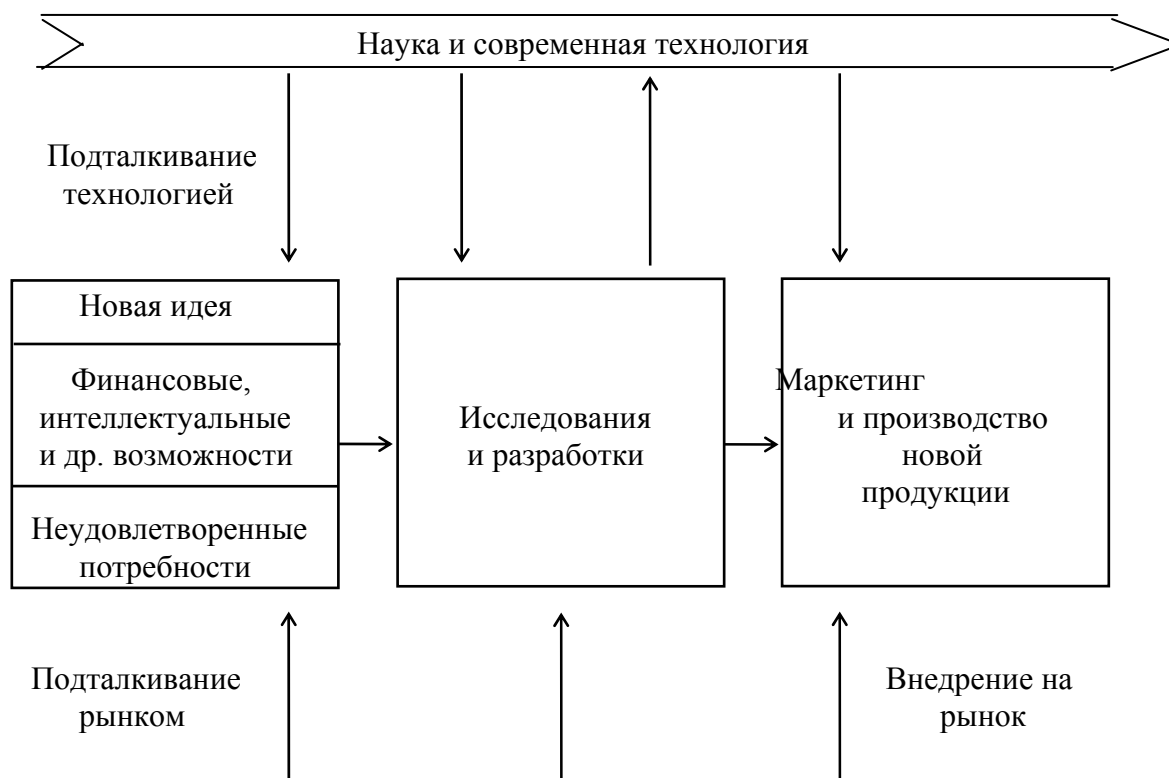 Наука и современная технология
Подталкивание
технологией
Новая идея
Финансовые,
интеллектуальные
и др. возможности
Неудовлетворенные
потребности
Исследования
и разработки
Маркетинг
и производство
новой
продукции
Подталкивание
рынком
Внедрение на
рынок